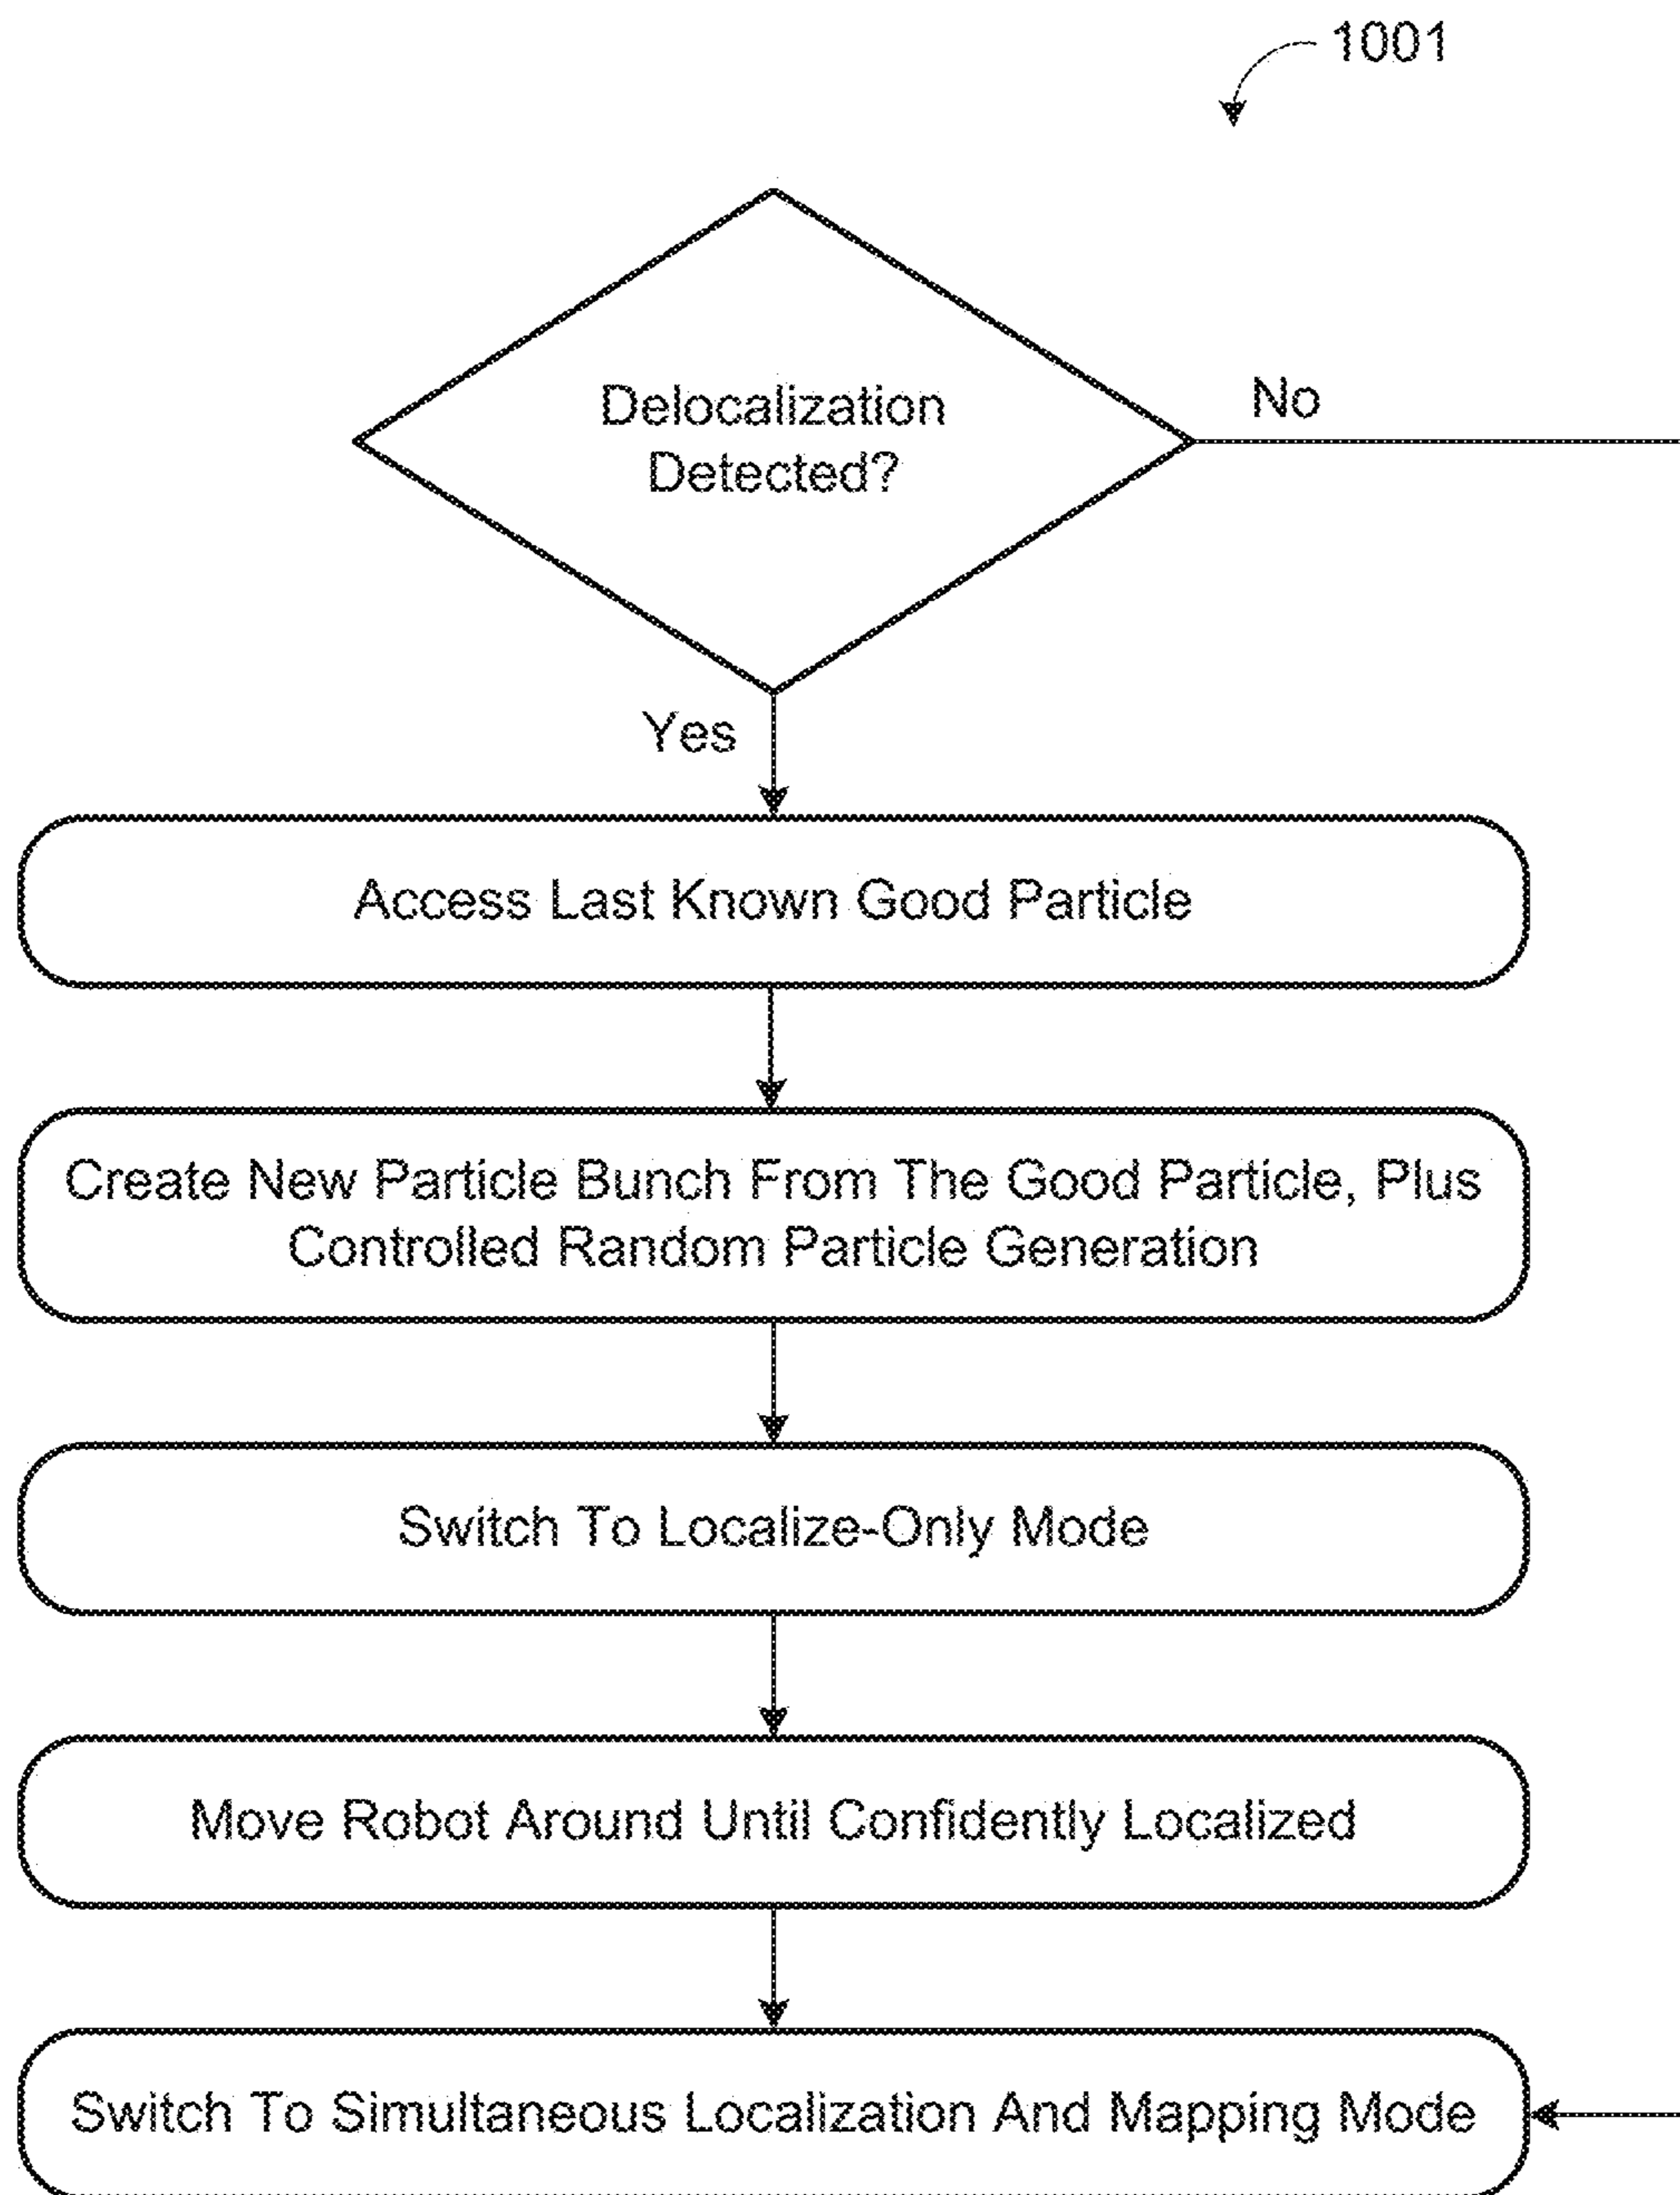 1001
Delocalization
Detected?
No
Yes
Access Last Known Good Particle
Create New Particle Bunch From The Good Particle, Plus
Controlled Random Particle Generation
Switch To Localize-Only Mode
Move Robot Around Until Confidently Localized
Switch To Simultaneous Localization And Mapping Mode